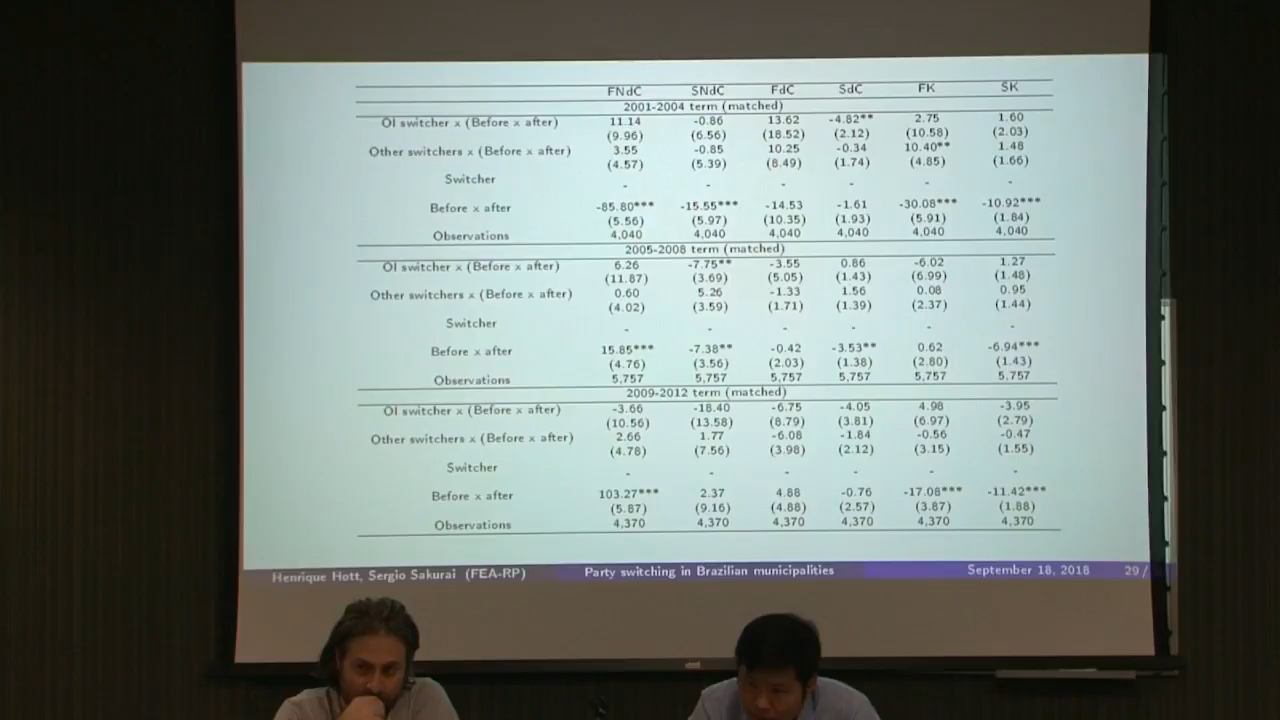 FNdC SNdC FdC SdC FK SK
2001-2004 term (matched)
OI switcher × (Before × after) 11.14 -0.86 13.62 -4.82** 2.75 1.60
(9.96) (6.56) (18.52) (2.12) (10.58) (2.03)
Other switchers × (Before × after) 3.55 -0.85 10.25 -0.34 10.40** 1.48
(4.57) (5.39) (8.49) (1.74) (4.85) (1.66)
Switcher - - - - - -
Before × after -85.80*** -15.55*** -14.53 -1.61 -30.08*** -10.92***
(5.56) (5.97) (10.35) (1.93) (5.91) (1.84)
Observations 4,040 4,040 4,040 4,040 4,040 4,040
2005-2008 term (matched)
OI switcher × (Before × after) 6.26 -7.75** -3.55 0.86 -6.02 1.27
(11.87) (3.69) (5.05) (1.43) (6.99) (1.48)
Other switchers × (Before × after) 0.60 5.26 -1.33 1.56 0.08 0.95
(4.02) (3.59) (1.71) (1.39) (2.37) (1.44)
Switcher - - - - - -
Before × after 15.85*** -7.38** -0.42 -3.53** 0.62 -6.94***
(4.76) (3.56) (2.03) (1.38) (2.80) (1.43)
Observations 5,757 5,757 5,757 5,757 5,757 5,757
2009-2012 term (matched)
OI switcher × (Before × after) -3.66 -18.40 -6.75 -4.05 4.98 -3.95
(10.56) (13.58) (8.79) (3.81) (6.97) (2.79)
Other switchers × (Before × after) 2.66 1.77 -6.08 -1.84 -0.56 -0.47
(4.78) (7.56) (3.98) (2.12) (3.15) (1.55)
Switcher - - - - - -
Before × after 103.27*** 2.37 4.88 -0.76 -17.08*** -11.42***
(5.87) (9.16) (4.88) (2.57) (3.87) (1.88)
Observations 4,370 4,370 4,370 4,370 4,370 4,370
Henrique Hott, Sergio Sakurai (FEA-RP) Party switching in Brazilian municipalities September 18, 2018 29 /